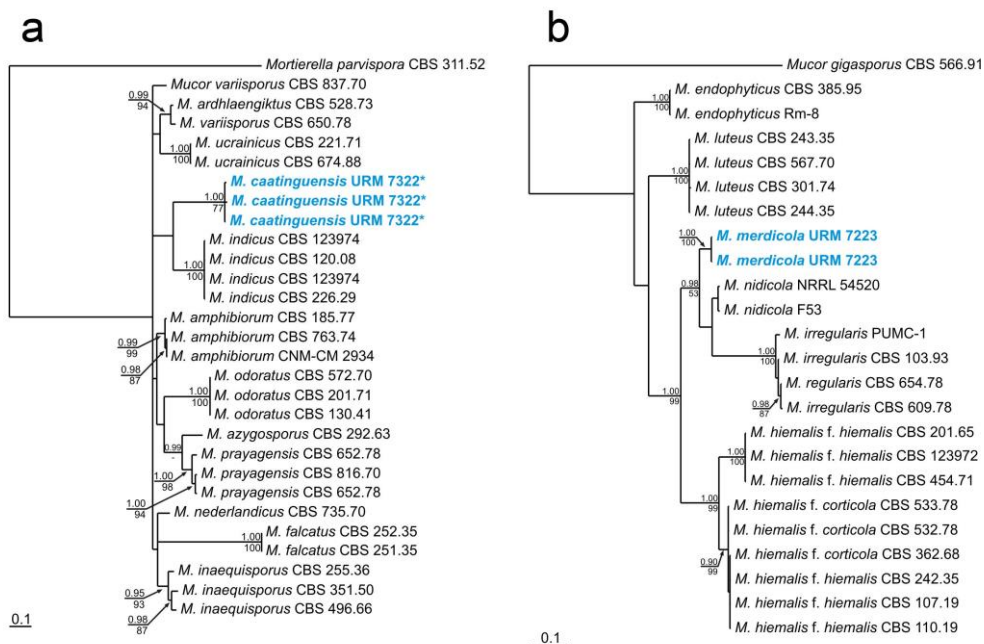 a
Mortierella parvispora CBS 311.52
Mucor variisporus CBS 837.70
0.99
94
M. ardhlaengiktus CBS 528.73
M. variisporus CBS 650.78
M. ucrainicus CBS 221.71
1.00
100
M. ucrainicus CBS 674.88
M. caatinguensis URM 7322*
1.00
77
M. caatinguensis URM 7322*
M. caatinguensis URM 7322*
M. indicus CBS 123974
M. indicus CBS 120.08
1.00
100
M. indicus CBS 123974
M. indicus CBS 226.29
M. amphibiorum CBS 185.77
M. amphibiorum CBS 763.74
0.99
99
M. amphibiorum CNM-CM 2934
0.98
87
M. odoratus CBS 572.70
1.00
100
M. odoratus CBS 201.71
M. odoratus CBS 130.41
M. azygosporus CBS 292.63
0.99
-
M. prayagensis CBS 652.78
1.00
98
M. prayagensis CBS 816.70
M. prayagensis CBS 652.78
1.00
94
M. nederlandicus CBS 735.70
M. falcatus CBS 252.35
1.00
100
M. falcatus CBS 251.35
M. inaequisporus CBS 255.36
0.95
93
M. inaequisporus CBS 351.50
M. inaequisporus CBS 496.66
0.98
87
0.1
b
Mucor gigasporus CBS 566.91
M. endophyticus CBS 385.95
1.00
100
M. endophyticus Rm-8
M. luteus CBS 243.35
M. luteus CBS 567.70
1.00
100
M. luteus CBS 301.74
M. luteus CBS 244.35
1.00
100
M. merdicola URM 7223
M. merdicola URM 7223
0.98
53
M. nidicola NRRL 54520
M. nidicola F53
M. irregularis PUMC-1
1.00
100
M. irregularis CBS 103.93
M. regularis CBS 654.78
0.98
87
M. irregularis CBS 609.78
1.00
99
M. hiemalis f. hiemalis CBS 201.65
1.00
100
M. hiemalis f. hiemalis CBS 123972
M. hiemalis f. hiemalis CBS 454.71
1.00
99
M. hiemalis f. corticola CBS 533.78
M. hiemalis f. corticola CBS 532.78
0.90
99
M. hiemalis f. corticola CBS 362.68
M. hiemalis f. hiemalis CBS 242.35
M. hiemalis f. hiemalis CBS 107.19
M. hiemalis f. hiemalis CBS 110.19
0.1